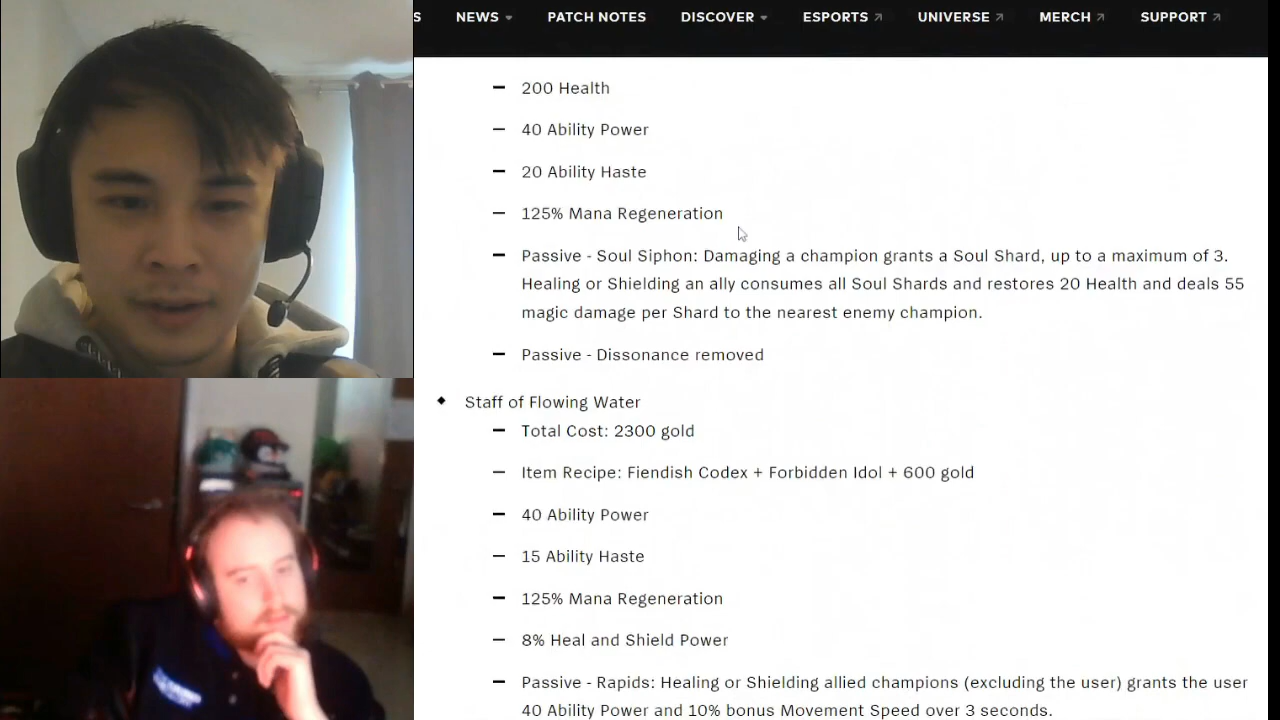 S NEWS PATCH NOTES DISCOVER ESPORTS UNIVERSE MERCH SUPPORT
200 Health
40 Ability Power
20 Ability Haste
125% Mana Regeneration
Passive - Soul Siphon: Damaging a champion grants a Soul Shard, up to a maximum of 3.
Healing or Shielding an ally consumes all Soul Shards and restores 20 Health and deals 55
magic damage per Shard to the nearest enemy champion.
Passive - Dissonance removed
Staff of Flowing Water
Total Cost: 2300 gold
Item Recipe: Fiendish Codex + Forbidden Idol + 600 gold
40 Ability Power
15 Ability Haste
125% Mana Regeneration
8% Heal and Shield Power
Passive - Rapids: Healing or Shielding allied champions (excluding the user) grants the user
40 Ability Power and 10% bonus Movement Speed over 3 seconds.